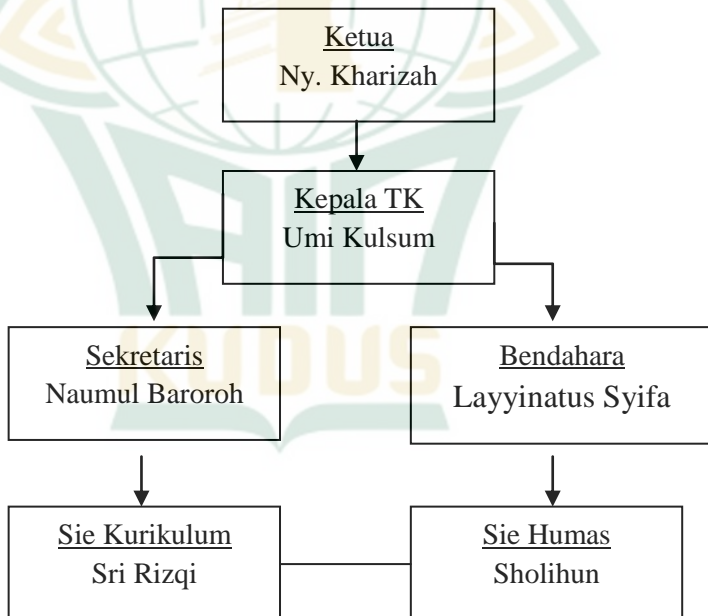 Ketua
Ny. Kharizah
Kepala TK
Umi Kulsum
Sekretaris
Naumul Baroroh
Bendahara
Layyinatus Syifa
Sie Kurikulum
Sri Rizqi
Sie Humas
Sholihun
KUDUS